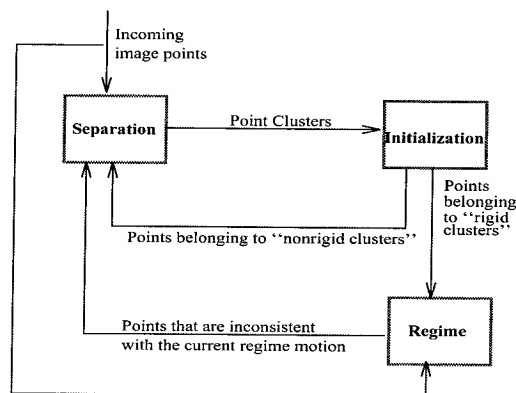 Incoming
image points
Separation
Point Clusters
Initialization
Points
belonging
to ‘‘rigid
clusters’’
Points belonging to ‘‘nonrigid clusters’’
Points that are inconsistent
with the current regime motion
Regime